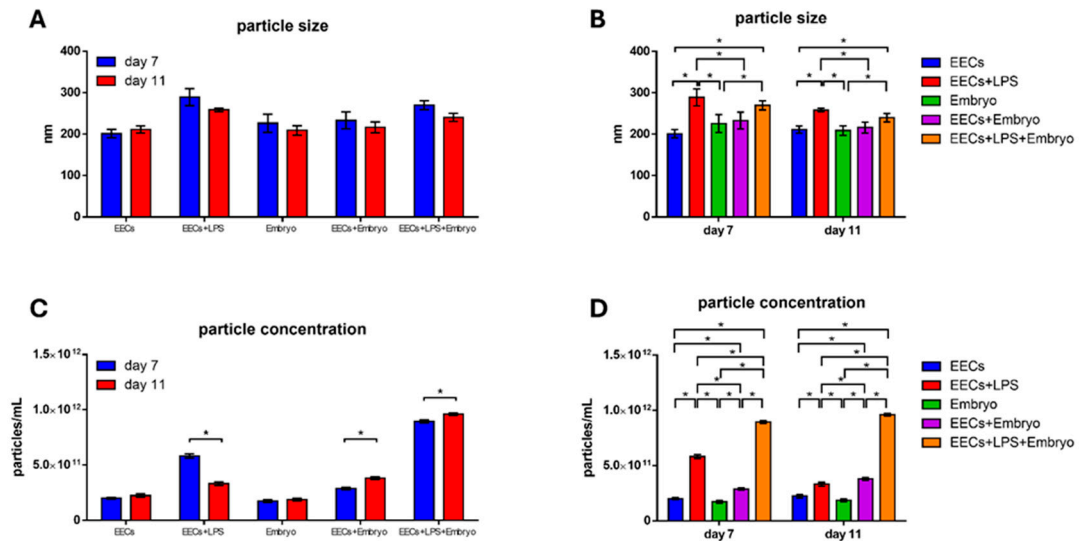 A
particle size
400
300
200
100
0
nm
day 7
day 11
EECs
EECs+LPS
Embryo
EECs+Embryo
EECs+LPS+Embryo
B
particle size
400
300
200
100
0
nm
* *
* *
* * * * * *
day 7
day 11
EECs
EECs+LPS
Embryo
EECs+Embryo
EECs+LPS+Embryo
C
particle concentration
1.5×10¹²
1.0×10¹²
5.0×10¹¹
0
particles/mL
day 7
day 11
*
*
*
EECs
EECs+LPS
Embryo
EECs+Embryo
EECs+LPS+Embryo
D
particle concentration
1.5×10¹²
1.0×10¹²
5.0×10¹¹
0
particles/mL
* *
* *
* *
* *
* *
* * * * * * * *
day 7
day 11
EECs
EECs+LPS
Embryo
EECs+Embryo
EECs+LPS+Embryo